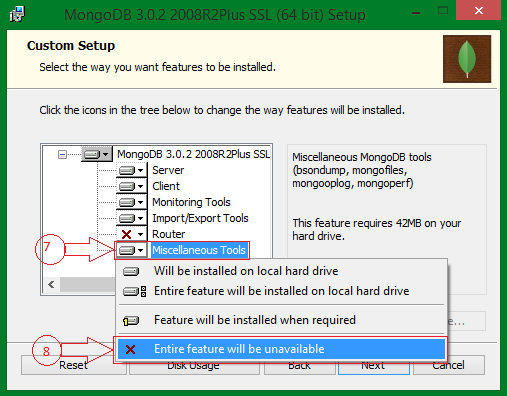 MongoDB 3.0.2 2008R2Plus SSL (64 bit) Setup
Custom Setup
Select the way you want features to be installed.
Click the icons in the tree below to change the way features will be installed.
MongoDB 3.0.2 2008R2Plus SSL
Server
Client
Monitoring Tools
Import/Export Tools
Router
7
Miscellaneous Tools
Miscellaneous MongoDB tools
(bsondump, mongofiles,
mongooplog, mongoperf)
This feature requires 42MB on your
hard drive.
Will be installed on local hard drive
Entire feature will be installed on local hard drive
Feature will be installed when required
8
Entire feature will be unavailable
Reset
Disk Usage
Back
Next
Cancel